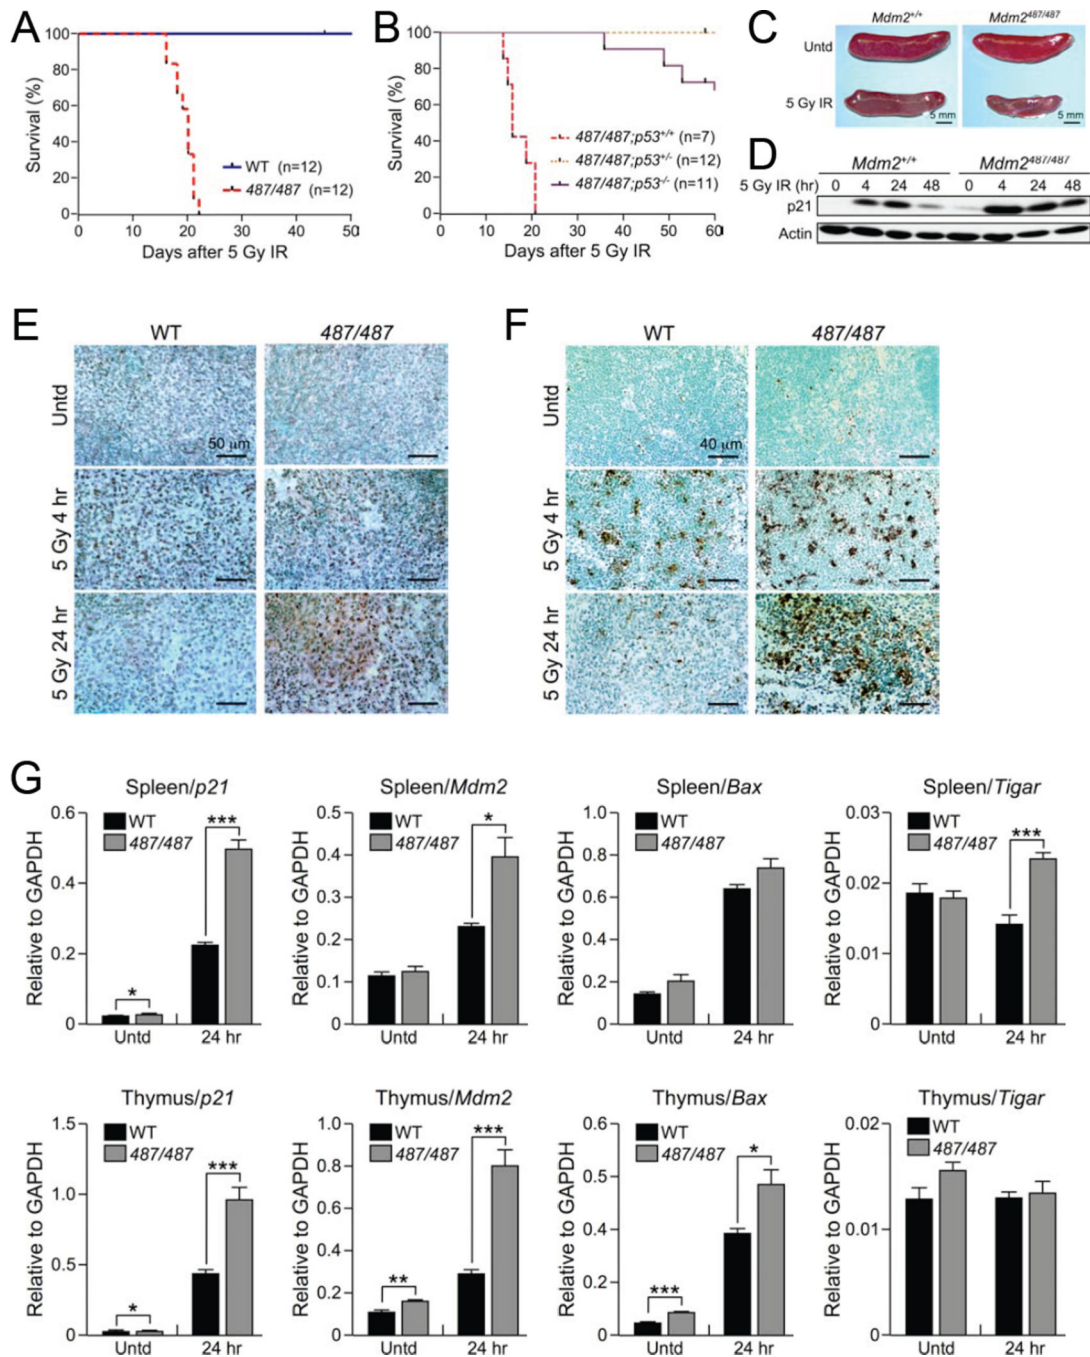 A
Survival (%)
100
80
60
40
20
0
WT (n=12)
487/487 (n=12)
0 10 20 30 40 50
Days after 5 Gy IR
B
Survival (%)
100
80
60
40
20
0
487/487;p53+/+ (n=7)
487/487;p53+/- (n=12)
487/487;p53-/- (n=11)
0 10 20 30 40 50 60
Days after 5 Gy IR
C
Mdm2+/+ Mdm2487/487
Untd
5 Gy IR
5 mm 5 mm
D
Mdm2+/+ Mdm2487/487
5 Gy IR (hr) 0 4 24 48 0 4 24 48
p21
Actin
E
WT 487/487
Untd
50 μm
5 Gy 4 hr
5 Gy 24 hr
F
WT 487/487
Untd
40 μm
5 Gy 4 hr
5 Gy 24 hr
G
Spleen/p21
Relative to GAPDH
0.6
0.4
0.2
0
WT
487/487
*
***
Untd 24 hr
Spleen/Mdm2
Relative to GAPDH
0.5
0.4
0.3
0.2
0.1
0
WT
487/487
*
Untd 24 hr
Spleen/Bax
Relative to GAPDH
1.0
0.8
0.6
0.4
0.2
0
WT
487/487
Untd 24 hr
Spleen/Tigar
Relative to GAPDH
0.03
0.02
0.01
0
WT
487/487
***
Untd 24 hr
Thymus/p21
Relative to GAPDH
1.5
1.0
0.5
0
WT
487/487
*
***
Untd 24 hr
Thymus/Mdm2
Relative to GAPDH
1.0
0.8
0.6
0.4
0.2
0
WT
487/487
**
***
Untd 24 hr
Thymus/Bax
Relative to GAPDH
0.6
0.5
0.4
0.2
0
WT
487/487
***
*
Untd 24 hr
Thymus/Tigar
Relative to GAPDH
0.02
0.01
0
WT
487/487
Untd 24 hr